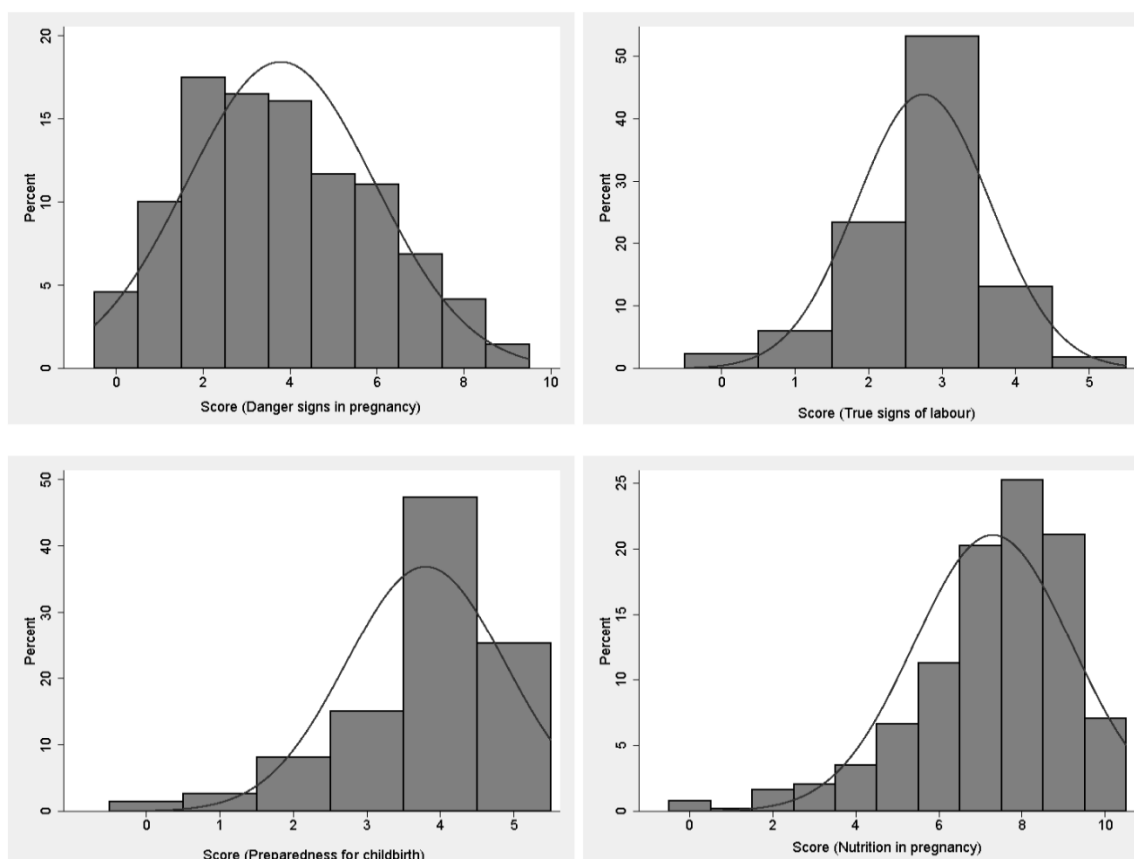 20
15
10
5
0
Percent
0 2 4 6 8 10
Score (Danger signs in pregnancy)
50
40
30
20
10
0
Percent
0 1 2 3 4 5
Score (True signs of labour)
50
40
30
20
10
0
Percent
0 1 2 3 4 5
Score (Preparedness for childbirth)
25
20
15
10
5
0
Percent
0 2 4 6 8 10
Score (Nutrition in pregnancy)